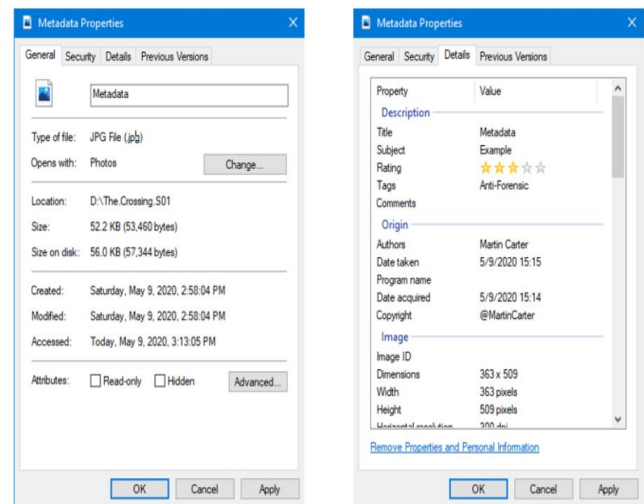 Metadata Properties
General Security Details Previous Versions
Metadata
Type of file: JPG File (.jpg)
Opens with: Photos Change...
Location: D:\The.Crossing.S01
Size: 52.2 KB (53,460 bytes)
Size on disk: 56.0 KB (57,344 bytes)
Created: Saturday, May 9, 2020, 2:58:04 PM
Modified: Saturday, May 9, 2020, 2:58:04 PM
Accessed: Today, May 9, 2020, 3:13:05 PM
Attributes: Read-only Hidden Advanced...
OK Cancel Apply
Metadata Properties
General Security Details Previous Versions
Property Value
Description
Title Metadata
Subject Example
Rating
Tags Anti-Forensic
Comments
Origin
Authors Martin Carter
Date taken 5/9/2020 15:15
Program name
Date acquired 5/9/2020 15:14
Copyright @MartinCarter
Image
Image ID
Dimensions 363 x 509
Width 363 pixels
Height 509 pixels
Horizontal resolution 200 dpi
Remove Properties and Personal Information
OK Cancel Apply